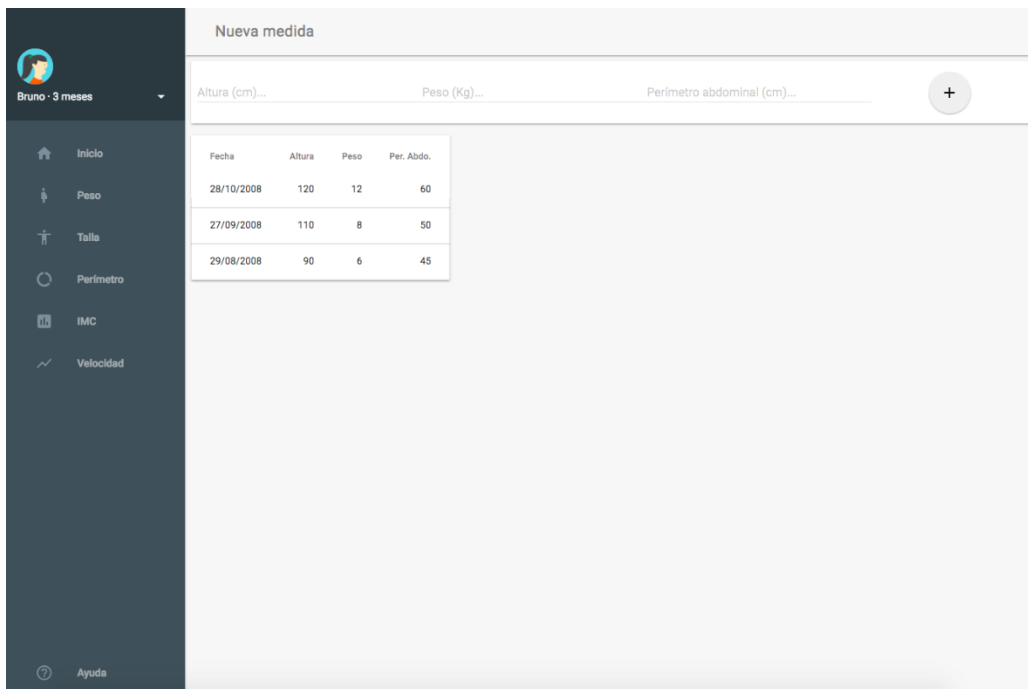 Nueva medida
Bruno · 3 meses
Altura (cm)... Peso (Kg)... Perímetro abdominal (cm)... +
Inicio
Peso
Talla
Perímetro
IMC
Velocidad
Ayuda
Fecha Altura Peso Per. Abdo.
28/10/2008 120 12 60
27/09/2008 110 8 50
29/08/2008 90 6 45